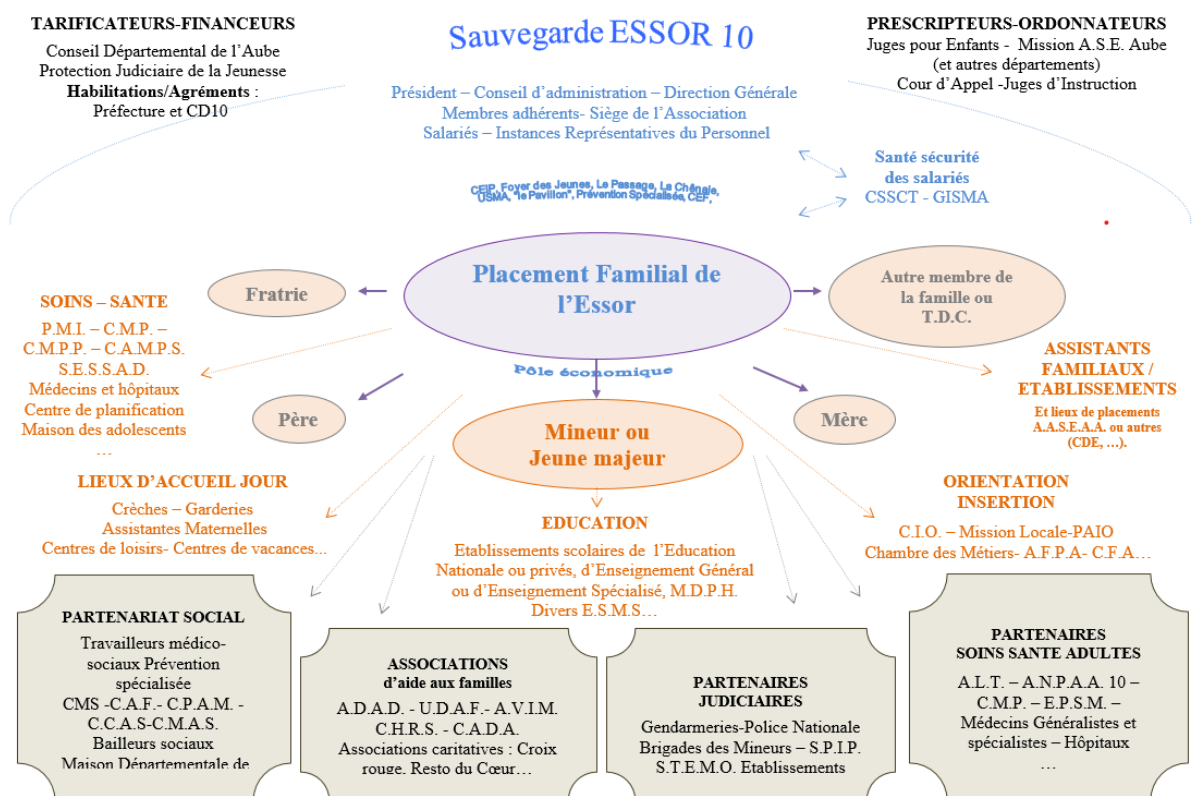 TARIFICATEURS-FINANCEURS
Conseil Départemental de l'Aube
Protection Judiciaire de la Jeunesse
Habilitations/Agréments :
Préfecture et CD10
Sauvegarde ESSOR 10
PRESCRIPTEURS-ORDONNATEURS
Juges pour Enfants - Mission A.S.E. Aube
(et autres départements)
Cour d'Appel -Juges d'Instruction
Président – Conseil d'administration – Direction Générale
Membres adhérents- Siège de l'Association
Salariés – Instances Représentatives du Personnel
Santé sécurité
des salariés
CSSCT - GISMA
CEIP, Foyer des Jeunes, Le Passage, La Chênaie,
USMA, "le Pavillon", Prévention Spécialisée, CEF,
Placement Familial de
l'Essor
Fratrie
Autre membre de
la famille ou
T.D.C.
SOINS – SANTE
P.M.I. – C.M.P. –
C.M.P.P. – C.A.M.P.S.
S.E.S.S.A.D.
Médecins et hôpitaux
Centre de planification
Maison des adolescents
…
ASSISTANTS
FAMILIAUX /
ETABLISSEMENTS
Et lieux de placements
A.A.S.E.A.A. ou autres
(CDE, …).
Pôle économique
Père
Mère
Mineur ou
Jeune majeur
LIEUX D'ACCUEIL JOUR
Crèches – Garderies
Assistantes Maternelles
Centres de loisirs- Centres de vacances...
ORIENTATION
INSERTION
C.I.O. – Mission Locale-PAIO
Chambre des Métiers- A.F.P.A- C.F.A…
EDUCATION
Etablissements scolaires de l'Education
Nationale ou privés, d'Enseignement Général
ou d'Enseignement Spécialisé, M.D.P.H.
Divers E.S.M.S…
PARTENARIAT SOCIAL
Travailleurs médico-
sociaux Prévention
spécialisée
CMS -C.A.F.- C.P.A.M. -
C.C.A.S-C.M.A.S.
Bailleurs sociaux
Maison Départementale de
ASSOCIATIONS
d'aide aux familles
A.D.A.D. - U.D.A.F.- A.V.I.M.
C.H.R.S. - C.A.D.A.
Associations caritatives : Croix
rouge, Resto du Cœur…
PARTENAIRES
JUDICIAIRES
Gendarmeries-Police Nationale
Brigades des Mineurs – S.P.I.P.
S.T.E.M.O. Etablissements
PARTENAIRES
SOINS SANTE ADULTES
A.L.T. – A.N.P.A.A. 10 –
C.M.P. – E.P.S.M. –
Médecins Généralistes et
spécialistes – Hôpitaux
…